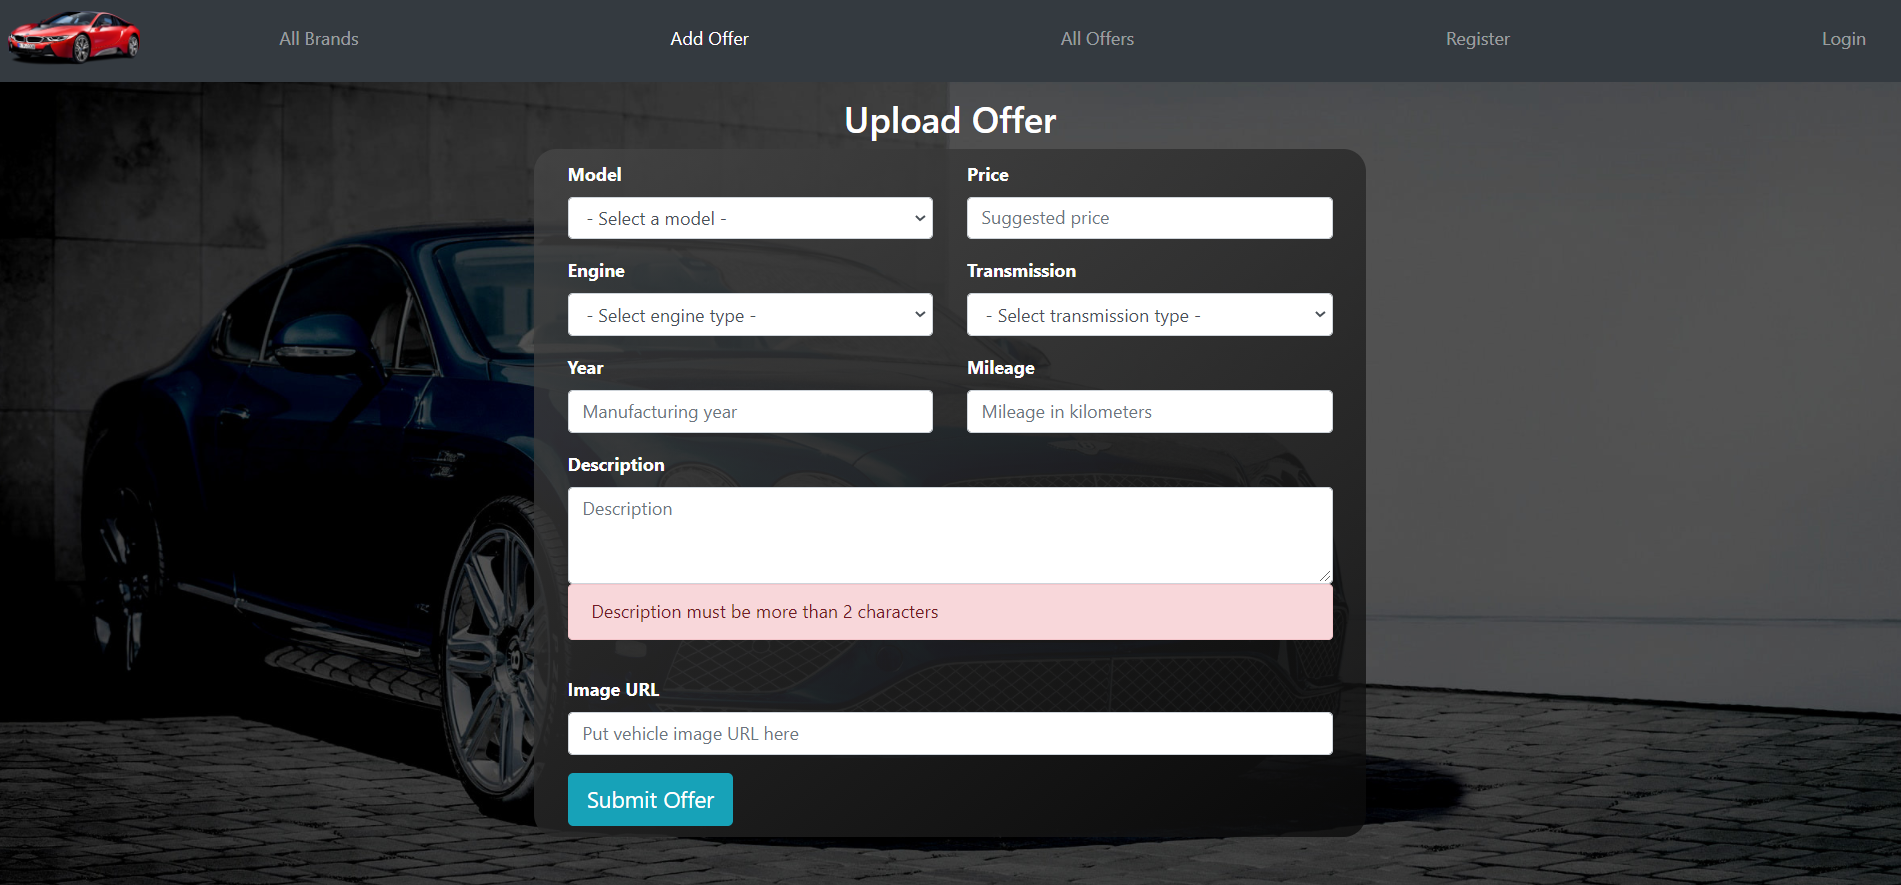 All Brands
Add Offer
All Offers
Register
Login
Upload Offer
Model
Price
- Select a model -
Suggested price
Engine
Transmission
- Select engine type -
- Select transmission type -
Year
Mileage
Manufacturing year
Mileage in kilometers
Description
Description
Description must be more than 2 characters
Image URL
Put vehicle image URL here
Submit Offer